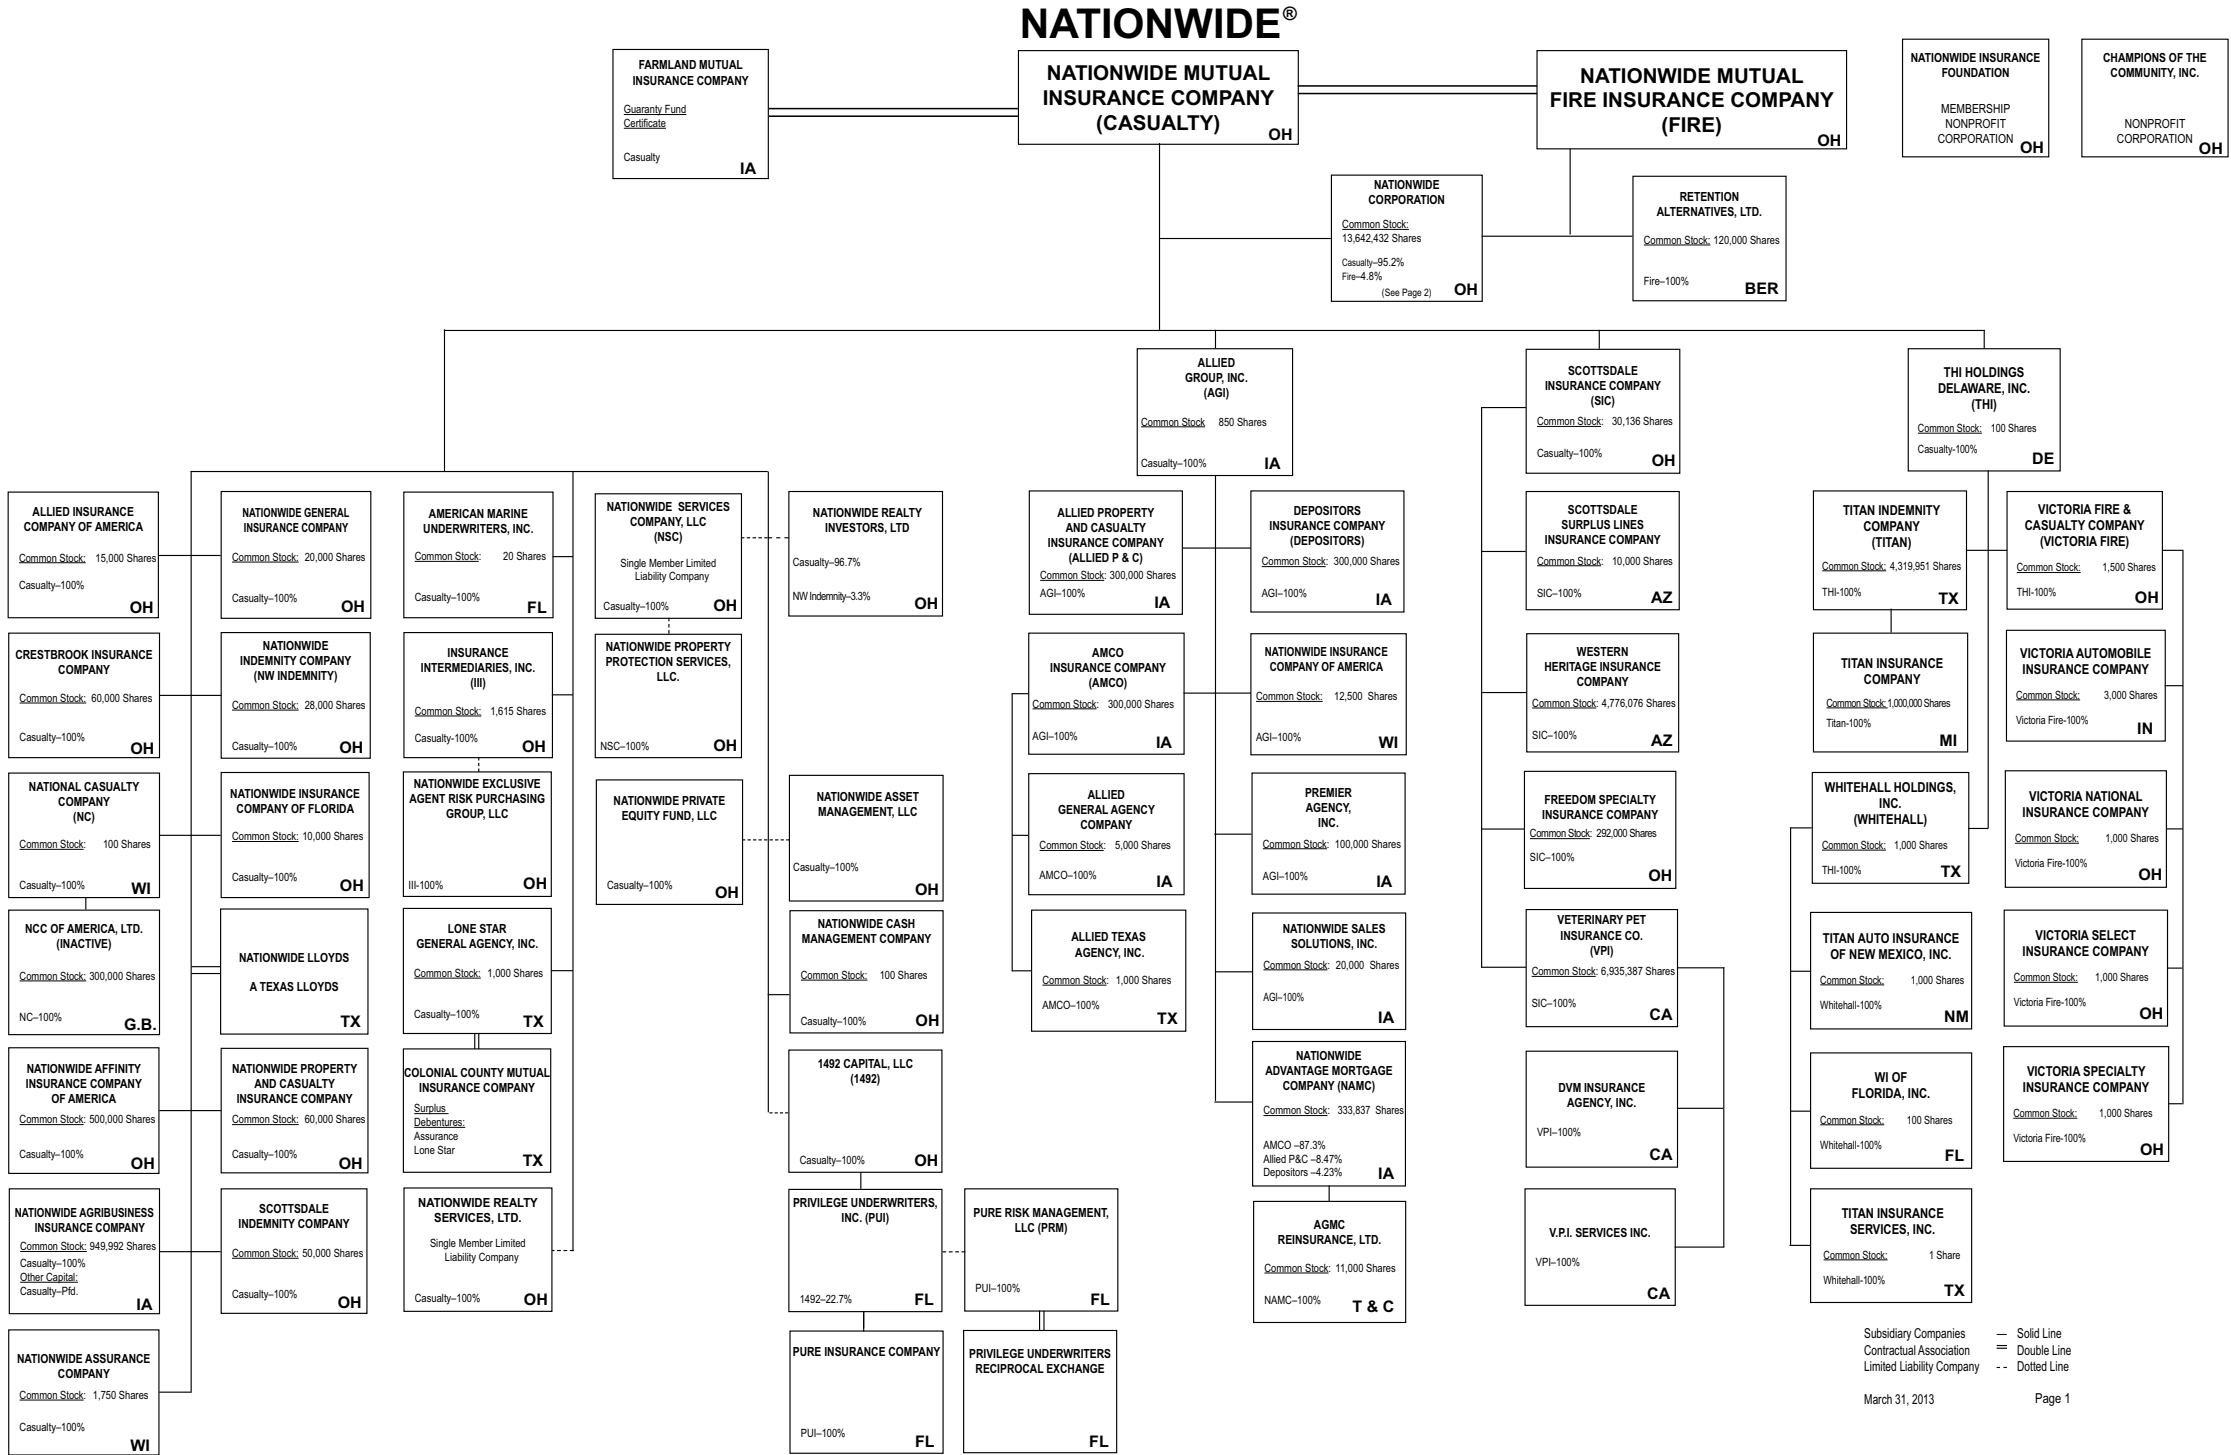 NATIONWIDE®
FARMLAND MUTUAL
INSURANCE COMPANY
Guaranty Fund
Certificate
Casualty
IA
NATIONWIDE MUTUAL
INSURANCE COMPANY
(CASUALTY)
OH
NATIONWIDE MUTUAL
FIRE INSURANCE COMPANY
(FIRE)
OH
NATIONWIDE INSURANCE
FOUNDATION
MEMBERSHIP
NONPROFIT
CORPORATION
OH
CHAMPIONS OF THE
COMMUNITY, INC.
NONPROFIT
CORPORATION
OH
NATIONWIDE
CORPORATION
Common Stock:
13,642,432 Shares
Casualty–95.2%
Fire–4.8%
(See Page 2)
OH
RETENTION
ALTERNATIVES, LTD.
Common Stock: 120,000 Shares
Fire–100%
BER
ALLIED
GROUP, INC.
(AGI)
Common Stock 850 Shares
Casualty–100%
IA
SCOTTSDALE
INSURANCE COMPANY
(SIC)
Common Stock: 30,136 Shares
Casualty–100%
OH
THI HOLDINGS
DELAWARE, INC.
(THI)
Common Stock: 100 Shares
Casualty-100%
DE
ALLIED INSURANCE
COMPANY OF AMERICA
Common Stock: 15,000 Shares
Casualty–100%
OH
NATIONWIDE GENERAL
INSURANCE COMPANY
Common Stock: 20,000 Shares
Casualty–100%
OH
AMERICAN MARINE
UNDERWRITERS, INC.
Common Stock: 20 Shares
Casualty–100%
FL
NATIONWIDE SERVICES
COMPANY, LLC
(NSC)
Single Member Limited
Liability Company
Casualty–100%
OH
NATIONWIDE REALTY
INVESTORS, LTD
Casualty–96.7%
NW Indemnity–3.3%
OH
ALLIED PROPERTY
AND CASUALTY
INSURANCE COMPANY
(ALLIED P & C)
Common Stock: 300,000 Shares
AGI–100%
IA
DEPOSITORS
INSURANCE COMPANY
(DEPOSITORS)
Common Stock: 300,000 Shares
AGI–100%
IA
SCOTTSDALE
SURPLUS LINES
INSURANCE COMPANY
Common Stock: 10,000 Shares
SIC–100%
AZ
TITAN INDEMNITY
COMPANY
(TITAN)
Common Stock: 4,319,951 Shares
THI-100%
TX
VICTORIA FIRE &
CASUALTY COMPANY
(VICTORIA FIRE)
Common Stock: 1,500 Shares
THI-100%
OH
CRESTBROOK INSURANCE
COMPANY
Common Stock: 60,000 Shares
Casualty–100%
OH
NATIONWIDE
INDEMNITY COMPANY
(NW INDEMNITY)
Common Stock: 28,000 Shares
Casualty–100%
OH
INSURANCE
INTERMEDIARIES, INC.
(III)
Common Stock: 1,615 Shares
Casualty-100%
OH
NATIONWIDE PROPERTY
PROTECTION SERVICES,
LLC.
NSC–100%
OH
AMCO
INSURANCE COMPANY
(AMCO)
Common Stock: 300,000 Shares
AGI–100%
IA
NATIONWIDE INSURANCE
COMPANY OF AMERICA
Common Stock: 12,500 Shares
AGI–100%
WI
WESTERN
HERITAGE INSURANCE
COMPANY
Common Stock: 4,776,076 Shares
SIC–100%
AZ
TITAN INSURANCE
COMPANY
Common Stock: 1,000,000 Shares
Titan-100%
MI
VICTORIA AUTOMOBILE
INSURANCE COMPANY
Common Stock: 3,000 Shares
Victoria Fire-100%
IN
NATIONAL CASUALTY
COMPANY
(NC)
Common Stock: 100 Shares
Casualty–100%
WI
NATIONWIDE INSURANCE
COMPANY OF FLORIDA
Common Stock: 10,000 Shares
Casualty–100%
OH
NATIONWIDE EXCLUSIVE
AGENT RISK PURCHASING
GROUP, LLC
III-100%
OH
NATIONWIDE PRIVATE
EQUITY FUND, LLC
Casualty–100%
OH
NATIONWIDE ASSET
MANAGEMENT, LLC
Casualty–100%
OH
ALLIED
GENERAL AGENCY
COMPANY
Common Stock: 5,000 Shares
AMCO–100%
IA
PREMIER
AGENCY,
INC.
Common Stock: 100,000 Shares
AGI–100%
IA
FREEDOM SPECIALTY
INSURANCE COMPANY
Common Stock: 292,000 Shares
SIC–100%
OH
WHITEHALL HOLDINGS,
INC.
(WHITEHALL)
Common Stock: 1,000 Shares
THI-100%
TX
VICTORIA NATIONAL
INSURANCE COMPANY
Common Stock: 1,000 Shares
Victoria Fire-100%
OH
NCC OF AMERICA, LTD.
(INACTIVE)
Common Stock: 300,000 Shares
NC–100%
G.B.
NATIONWIDE LLOYDS
A TEXAS LLOYDS
TX
LONE STAR
GENERAL AGENCY, INC.
Common Stock: 1,000 Shares
Casualty–100%
TX
NATIONWIDE CASH
MANAGEMENT COMPANY
Common Stock: 100 Shares
Casualty–100%
OH
ALLIED TEXAS
AGENCY, INC.
Common Stock: 1,000 Shares
AMCO–100%
TX
NATIONWIDE SALES
SOLUTIONS, INC.
Common Stock: 20,000 Shares
AGI–100%
IA
VETERINARY PET
INSURANCE CO.
(VPI)
Common Stock: 6,935,387 Shares
SIC–100%
CA
TITAN AUTO INSURANCE
OF NEW MEXICO, INC.
Common Stock: 1,000 Shares
Whitehall-100%
NM
VICTORIA SELECT
INSURANCE COMPANY
Common Stock: 1,000 Shares
Victoria Fire-100%
OH
NATIONWIDE AFFINITY
INSURANCE COMPANY
OF AMERICA
Common Stock: 500,000 Shares
Casualty–100%
OH
NATIONWIDE PROPERTY
AND CASUALTY
INSURANCE COMPANY
Common Stock: 60,000 Shares
Casualty–100%
OH
COLONIAL COUNTY MUTUAL
INSURANCE COMPANY
Surplus
Debentures:
Assurance
Lone Star
TX
1492 CAPITAL, LLC
(1492)
Casualty–100%
OH
NATIONWIDE
ADVANTAGE MORTGAGE
COMPANY (NAMC)
Common Stock: 333,837 Shares
AMCO –87.3%
Allied P&C –8.47%
Depositors –4.23%
IA
DVM INSURANCE
AGENCY, INC.
VPI–100%
CA
WI OF
FLORIDA, INC.
Common Stock: 100 Shares
Whitehall-100%
FL
VICTORIA SPECIALTY
INSURANCE COMPANY
Common Stock: 1,000 Shares
Victoria Fire-100%
OH
NATIONWIDE AGRIBUSINESS
INSURANCE COMPANY
Common Stock: 949,992 Shares
Casualty–100%
Other Capital:
Casualty–Pfd.
IA
SCOTTSDALE
INDEMNITY COMPANY
Common Stock: 50,000 Shares
Casualty–100%
OH
NATIONWIDE REALTY
SERVICES, LTD.
Single Member Limited
Liability Company
Casualty–100%
OH
PRIVILEGE UNDERWRITERS,
INC. (PUI)
1492–22.7%
FL
PURE RISK MANAGEMENT,
LLC (PRM)
PUI–100%
FL
AGMC
REINSURANCE, LTD.
Common Stock: 11,000 Shares
NAMC–100%
T & C
V.P.I. SERVICES INC.
VPI–100%
CA
TITAN INSURANCE
SERVICES, INC.
Common Stock: 1 Share
Whitehall-100%
TX
NATIONWIDE ASSURANCE
COMPANY
Common Stock: 1,750 Shares
Casualty–100%
WI
PURE INSURANCE COMPANY
PUI–100%
FL
PRIVILEGE UNDERWRITERS
RECIPROCAL EXCHANGE
FL
Subsidiary Companies — Solid Line
Contractual Association = Double Line
Limited Liability Company -- Dotted Line
March 31, 2013 Page 1